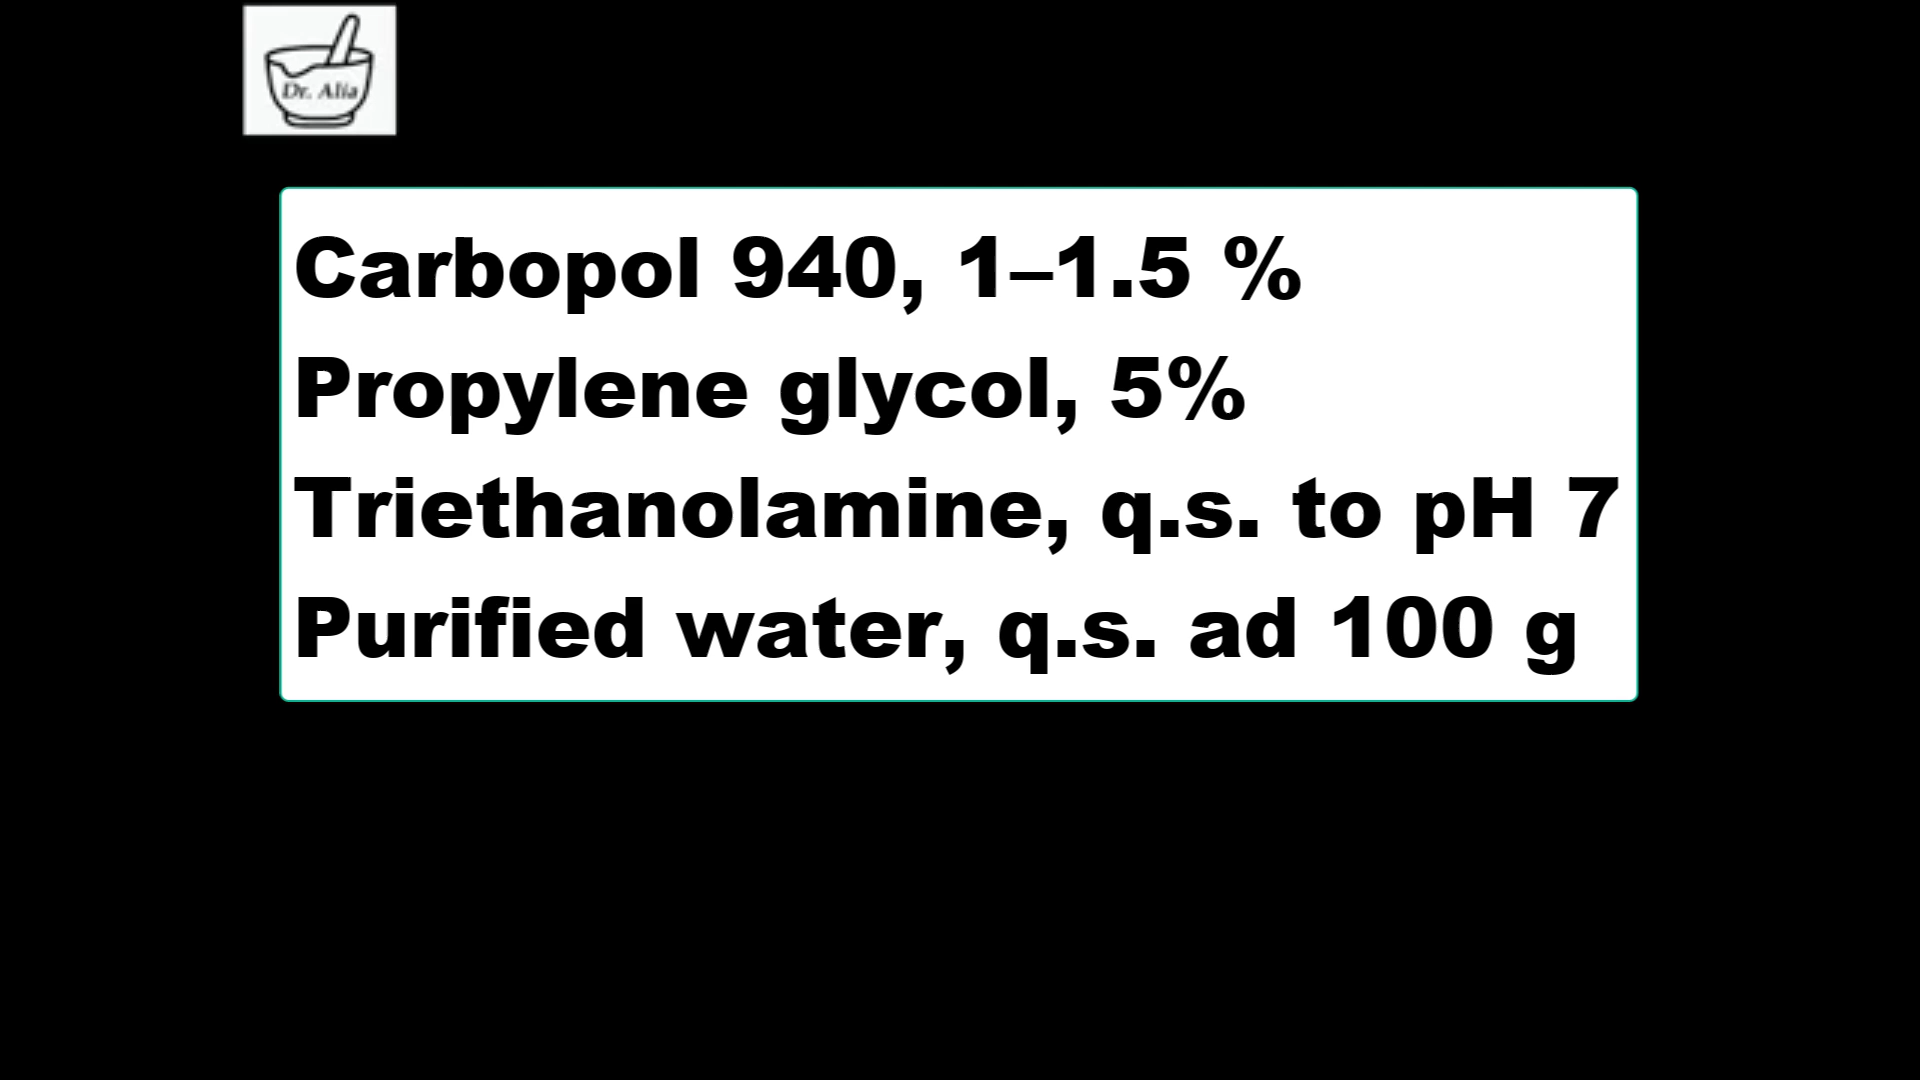 Dr. Alia
Carbopol 940, 1–1.5 %
Propylene glycol, 5%
Triethanolamine, q.s. to pH 7
Purified water, q.s. ad 100 g